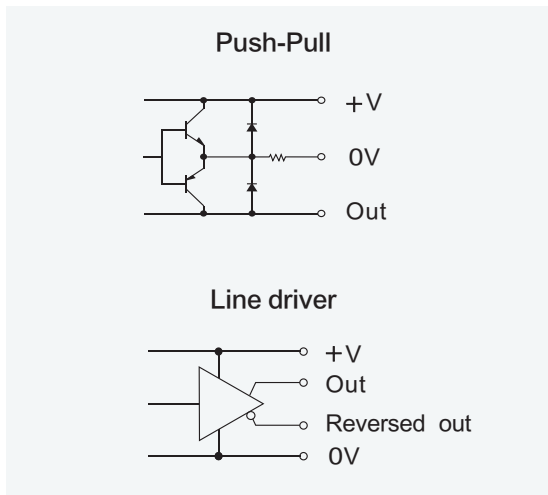 Push-Pull
+V
0V
Out
Line driver
+V
Out
Reversed out
0V